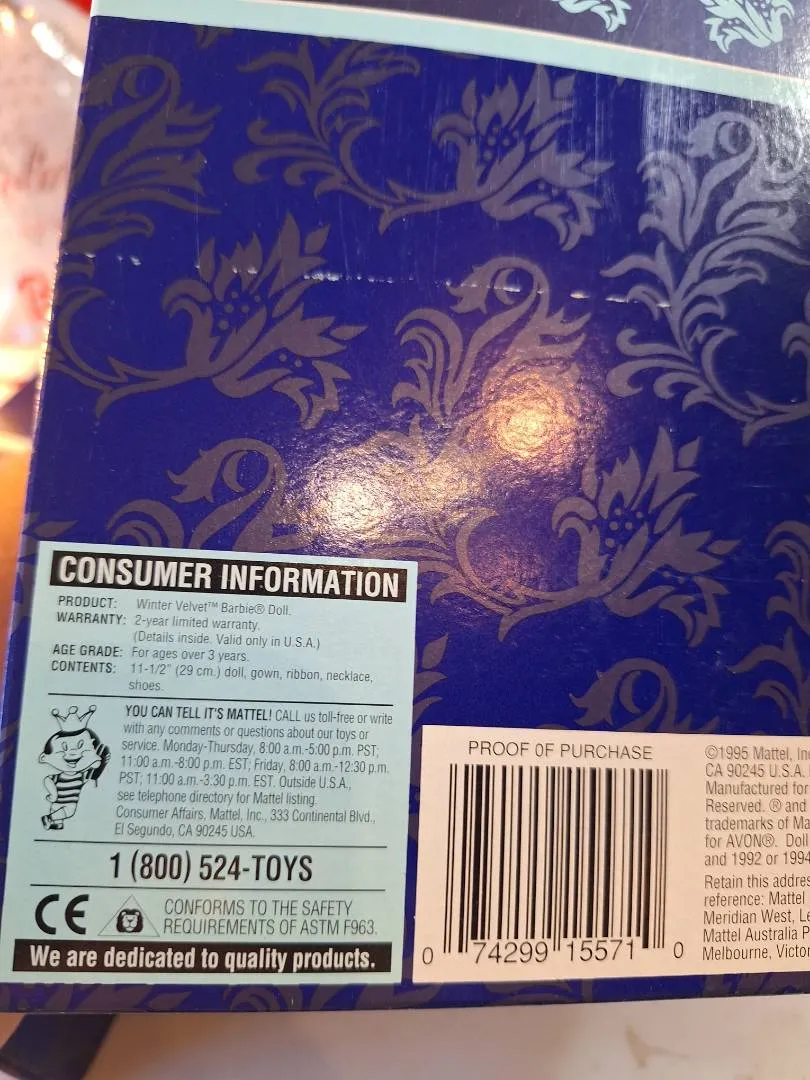 CONSUMER INFORMATION
PRODUCT: Winter Velvet™ Barbie® Doll.
WARRANTY: 2-year limited warranty.
(Details inside. Valid only in U.S.A.)
AGE GRADE: For ages over 3 years.
CONTENTS: 11-1/2" (29 cm.) doll, gown, ribbon, necklace,
shoes.
YOU CAN TELL IT'S MATTEL! CALL us toll-free or write
with any comments or questions about our toys or
service. Monday-Thursday, 8:00 a.m.-5:00 p.m. PST;
11:00 a.m.-8:00 p.m. EST; Friday, 8:00 a.m.-12:30 p.m.
PST; 11:00 a.m.-3:30 p.m. EST. Outside U.S.A.,
see telephone directory for Mattel listing.
Consumer Affairs, Mattel, Inc., 333 Continental Blvd.,
El Segundo, CA 90245 USA.
1 (800) 524-TOYS
CE
CONFORMS TO THE SAFETY
REQUIREMENTS OF ASTM F963.
We are dedicated to quality products.
PROOF OF PURCHASE
0 74299 15571 0
©1995 Mattel, Inc
CA 90245 U.S.A.
Manufactured for
Reserved. ® and
trademarks of Ma
for AVON®. Doll
and 1992 or 1994
Retain this addres
reference: Mattel
Meridian West, Le
Mattel Australia P
Melbourne, Victor